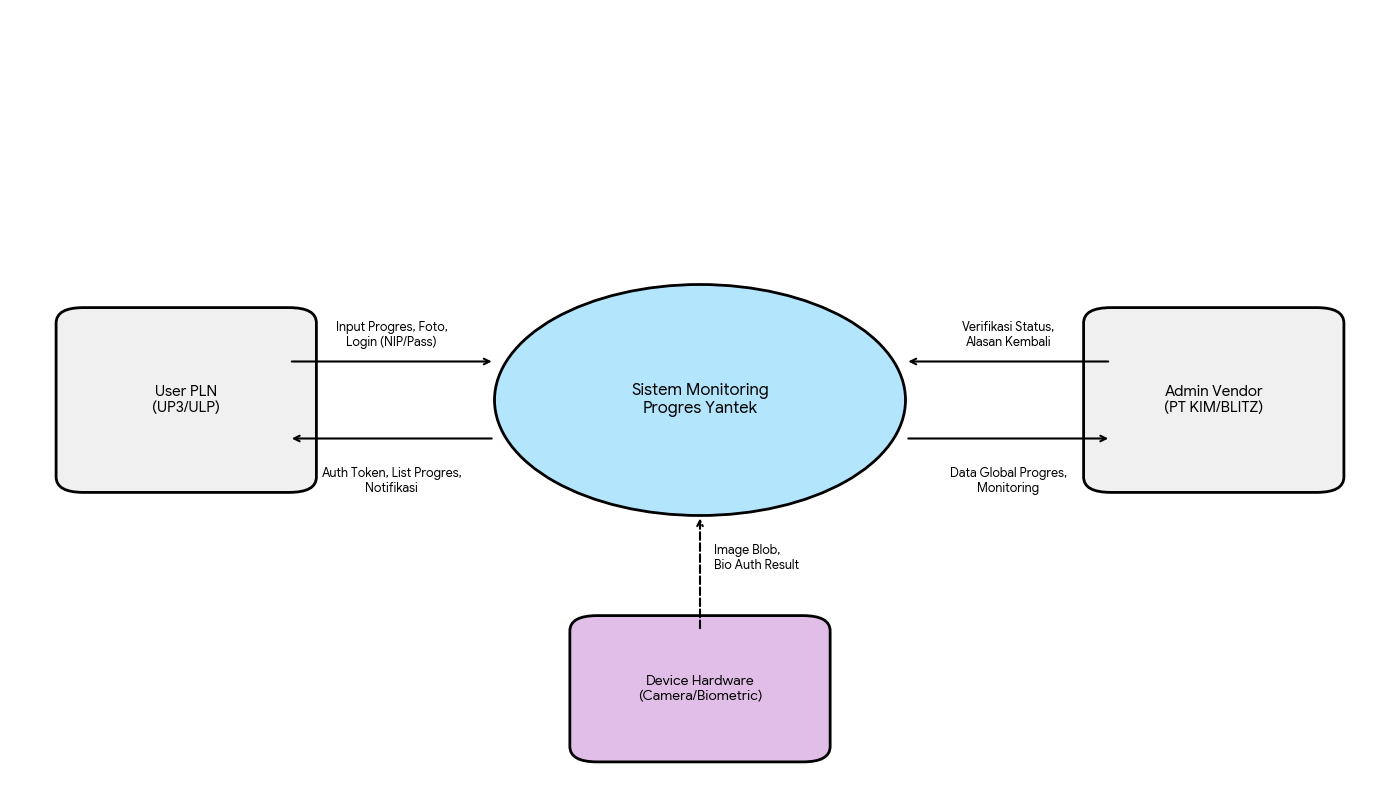 Input Progres, Foto,
Login (NIP/Pass)
Verifikasi Status,
Alasan Kembali
User PLN
(UP3/ULP)
Sistem Monitoring
Progres Yantek
Admin Vendor
(PT KIM/BLITZ)
Auth Token, List Progres,
Notifikasi
Data Global Progres,
Monitoring
Image Blob,
Bio Auth Result
Device Hardware
(Camera/Biometric)